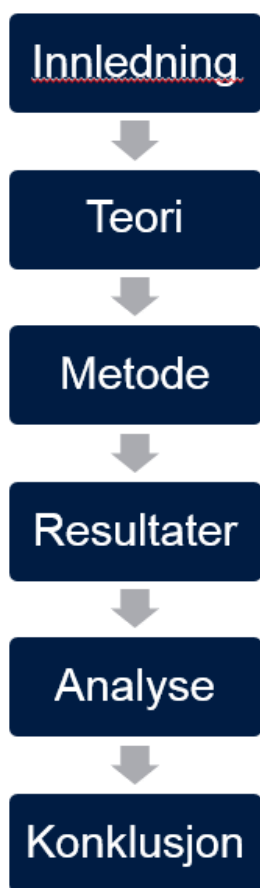 Innledning
Teori
Metode
Resultater
Analyse
Konklusjon